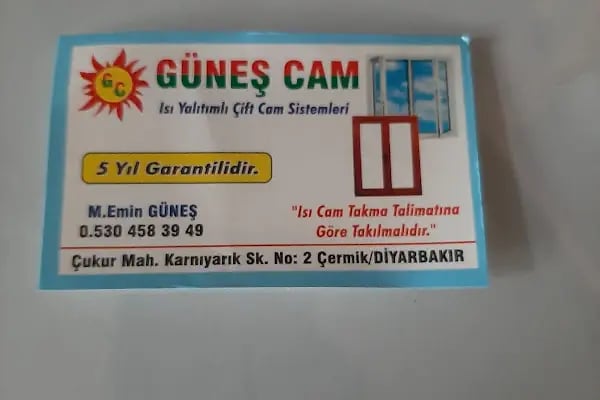 GÜNEŞ CAM
G C
Isı Yalıtımlı Çift Cam Sistemleri
5 Yıl Garantilidir.
M.Emin GÜNEŞ
0.530 458 39 49
"Isı Cam Takma Talimatına
Göre Takılmalıdır."
Çukur Mah. Karnıyarık Sk. No: 2 Çermik/DİYARBAKIR